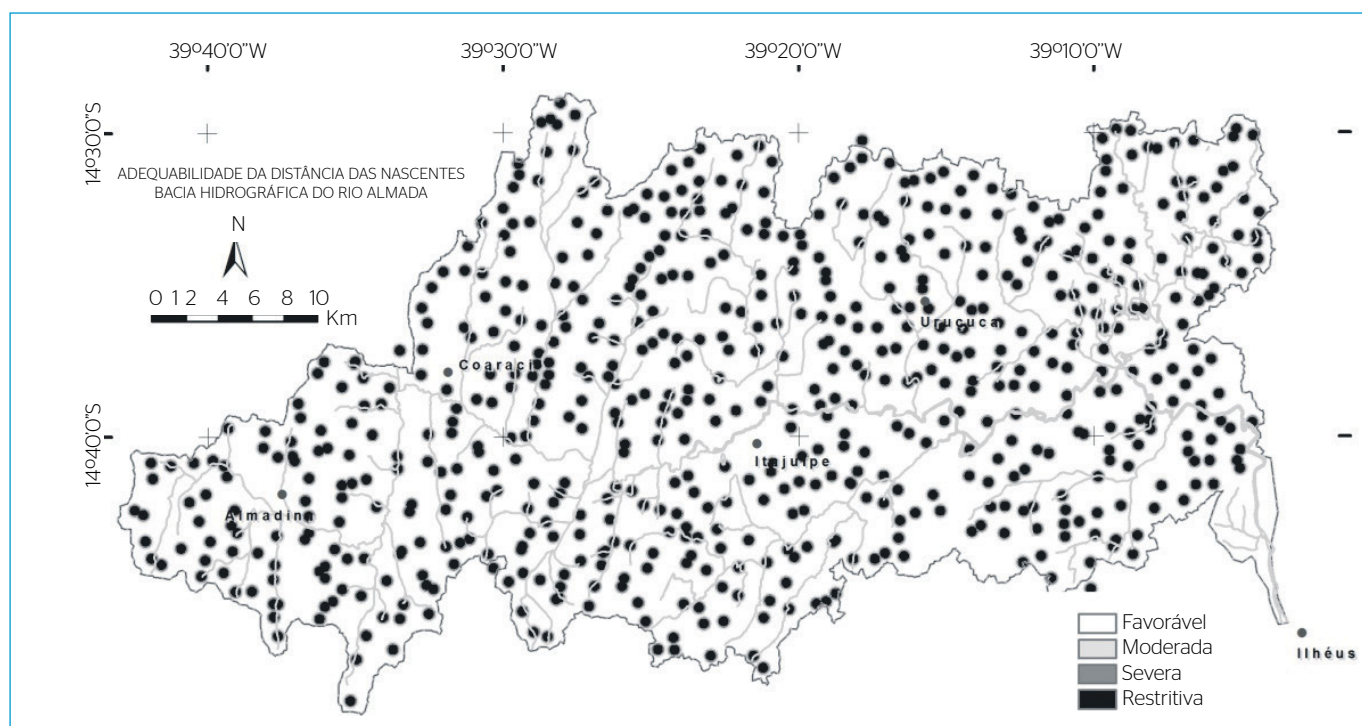 39º40'0"W 39º30'0"W 39º20'0"W 39º10'0"W
14º30'0"S
ADEQUABILIDADE DA DISTÂNCIA DAS NASCENTES
BACIA HIDROGRÁFICA DO RIO ALMADA
N
0 1 2 4 6 8 10
Km
Uruçuca
Coaraci
14º40'0"S
Itajuípe
Almadina
Favorável
Moderada
Severa
Restritiva
Ilhéus